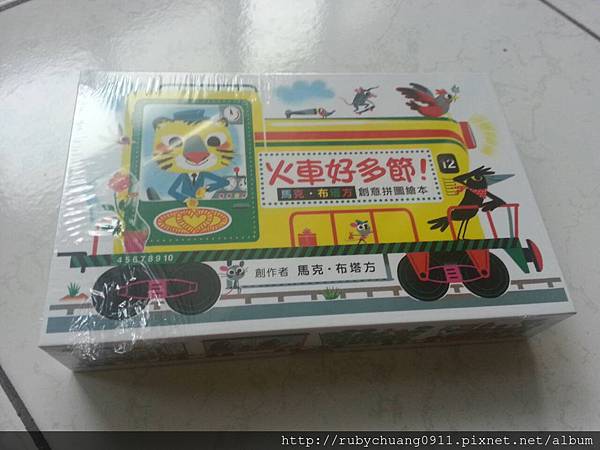 火車好多節!
馬克·布塔方 創意拼圖繪本
12
45678910
創作者 馬克·布塔方
http://rubychuang0911.pixnet.net/album